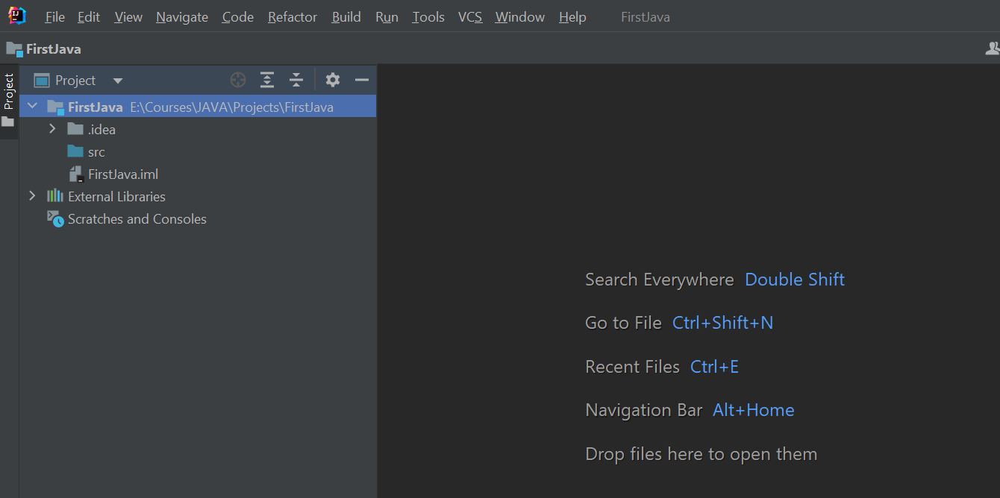 File Edit View Navigate Code Refactor Build Run Tools VCS Window Help FirstJava
FirstJava
Project
Project
FirstJava E:\Courses\JAVA\Projects\FirstJava
.idea
src
FirstJava.iml
External Libraries
Scratches and Consoles
Search Everywhere Double Shift
Go to File Ctrl+Shift+N
Recent Files Ctrl+E
Navigation Bar Alt+Home
Drop files here to open them